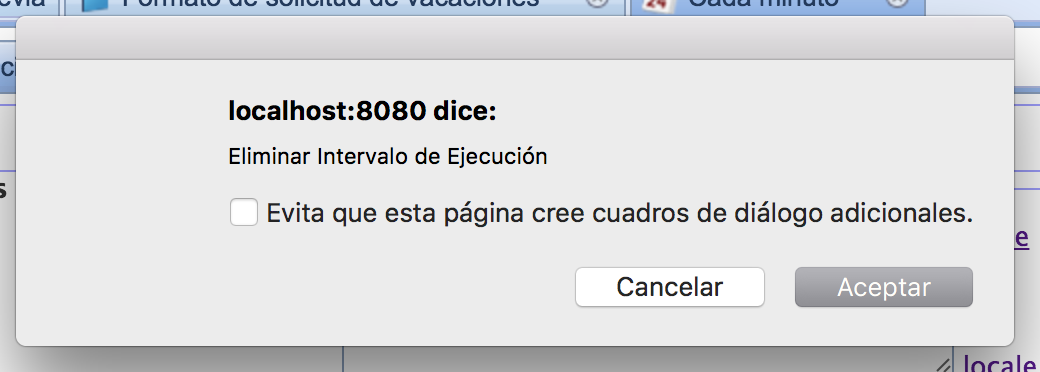 Formato de solicitud de vacaciones
Cada minuto
localhost:8080 dice:
Eliminar Intervalo de Ejecución
Evita que esta página cree cuadros de diálogo adicionales.
Cancelar
Aceptar
locale